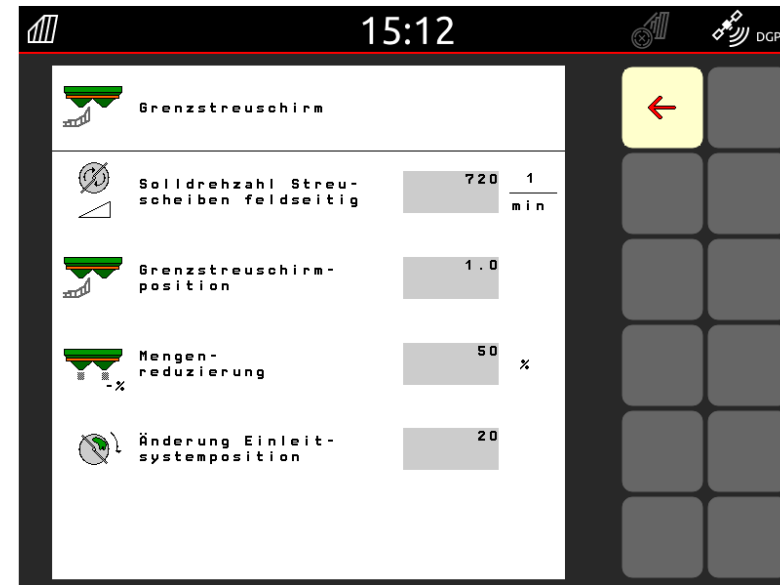 15:12
DGP
Grenzstreuschirm
Solldrehzahl Streu-
scheiben feldseitig
720
1
min
Grenzstreuschirm-
position
1.0
Mengen-
reduzierung
50
%
-%
Änderung Einleit-
systemposition
20